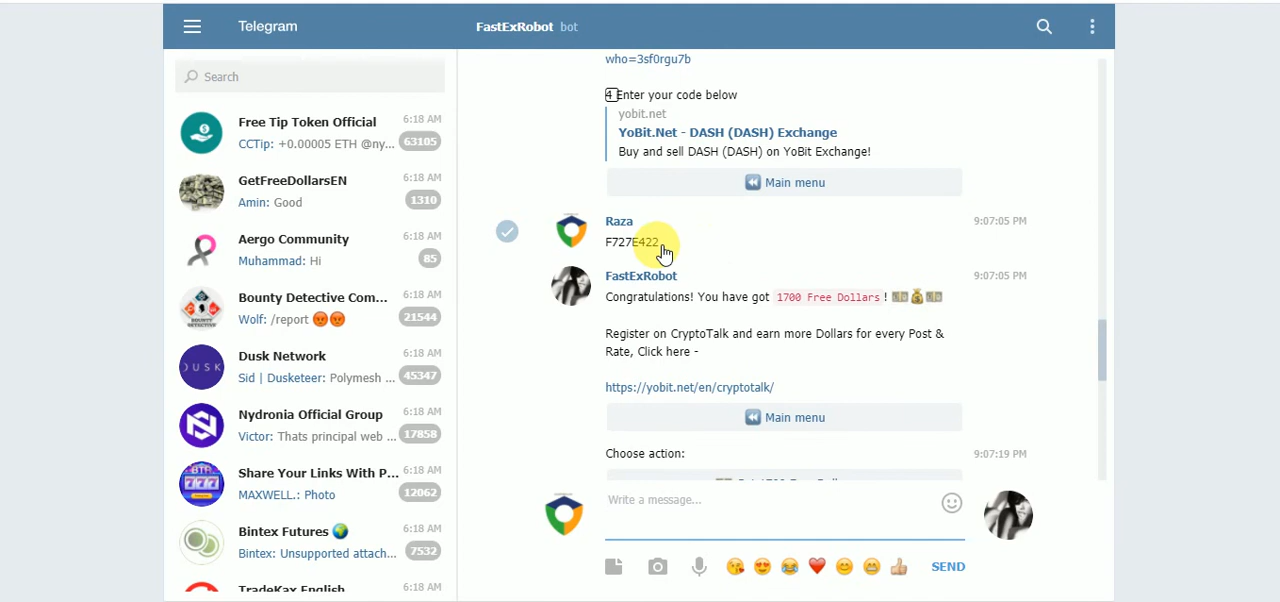 Telegram
FastExRobot bot
Search
Free Tip Token Official 6:18 AM
CCTip: +0.00005 ETH @ny... 63105
GetFreeDollarsEN 6:18 AM
Amin: Good 1310
Aergo Community 6:18 AM
Muhammad: Hi 85
Bounty Detective Com... 6:18 AM
Wolf: /report 😡😡 21544
DUSK
Dusk Network 6:18 AM
Sid | Duskteer: Polymesh ... 45347
Nydronia Official Group 6:18 AM
Victor: Thats principal web ... 17858
BTP
777
Share Your Links With P... 6:18 AM
MAXWELL.: Photo 12062
Bintex Futures 🌍 6:18 AM
Bintex: Unsupported attach... 7532
TradeKax English 6:18 AM
who=3sf0rgu7b
4 Enter your code below
yobit.net
YoBit.Net - DASH (DASH) Exchange
Buy and sell DASH (DASH) on YoBit Exchange!
⏪ Main menu
Raza 9:07:05 PM
F727E422
FastExRobot 9:07:05 PM
Congratulations! You have got 1700 Free Dollars ! 💵💰💵
Register on CryptoTalk and earn more Dollars for every Post &
Rate, Click here -
https://yobit.net/en/cryptotalk/
⏪ Main menu
Choose action: 9:07:19 PM
Write a message...
SEND